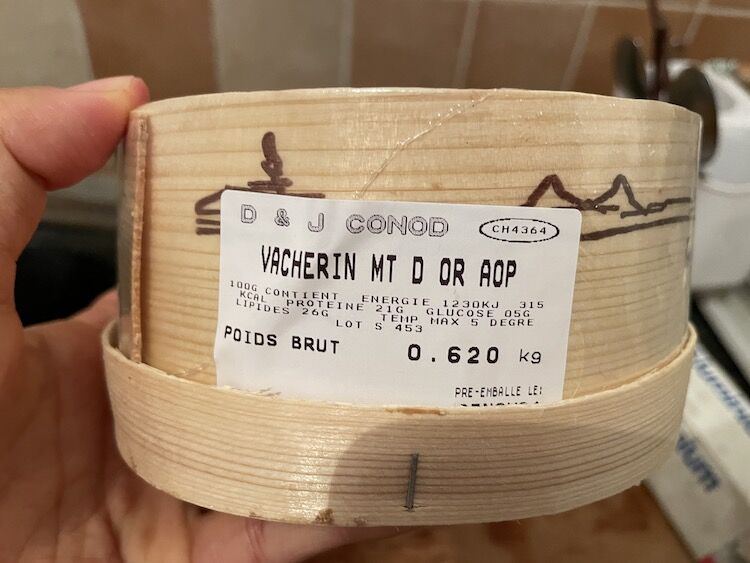 D & J CONOD
CH4364
VACHERIN MT D OR AOP
100G CONTIENT ENERGIE 1230KJ 315
KCAL PROTEINE 21G GLUCOSE 05G
LIPIDES 26G TEMP MAX 5 DEGRE
LOT S 453
POIDS BRUT 0.620 kg
PRE-EMBALLE LE: